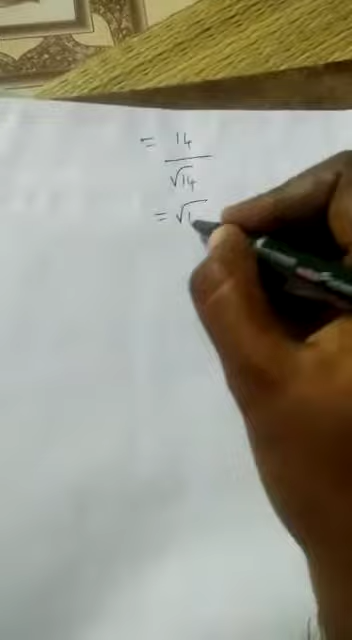 = 14
√14
= √1